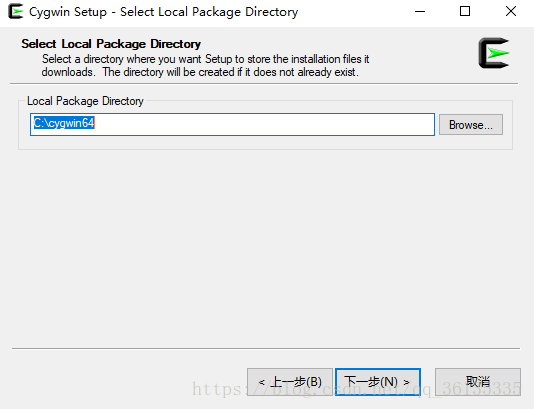 Cygwin Setup - Select Local Package Directory
Select Local Package Directory
Select a directory where you want Setup to store the installation files it
downloads. The directory will be created if it does not already exist.
Local Package Directory
C:\cygwin64
Browse...
< 上一步(B)
下一步(N) >
取消
https://blog.csdn.net/qq_36155335